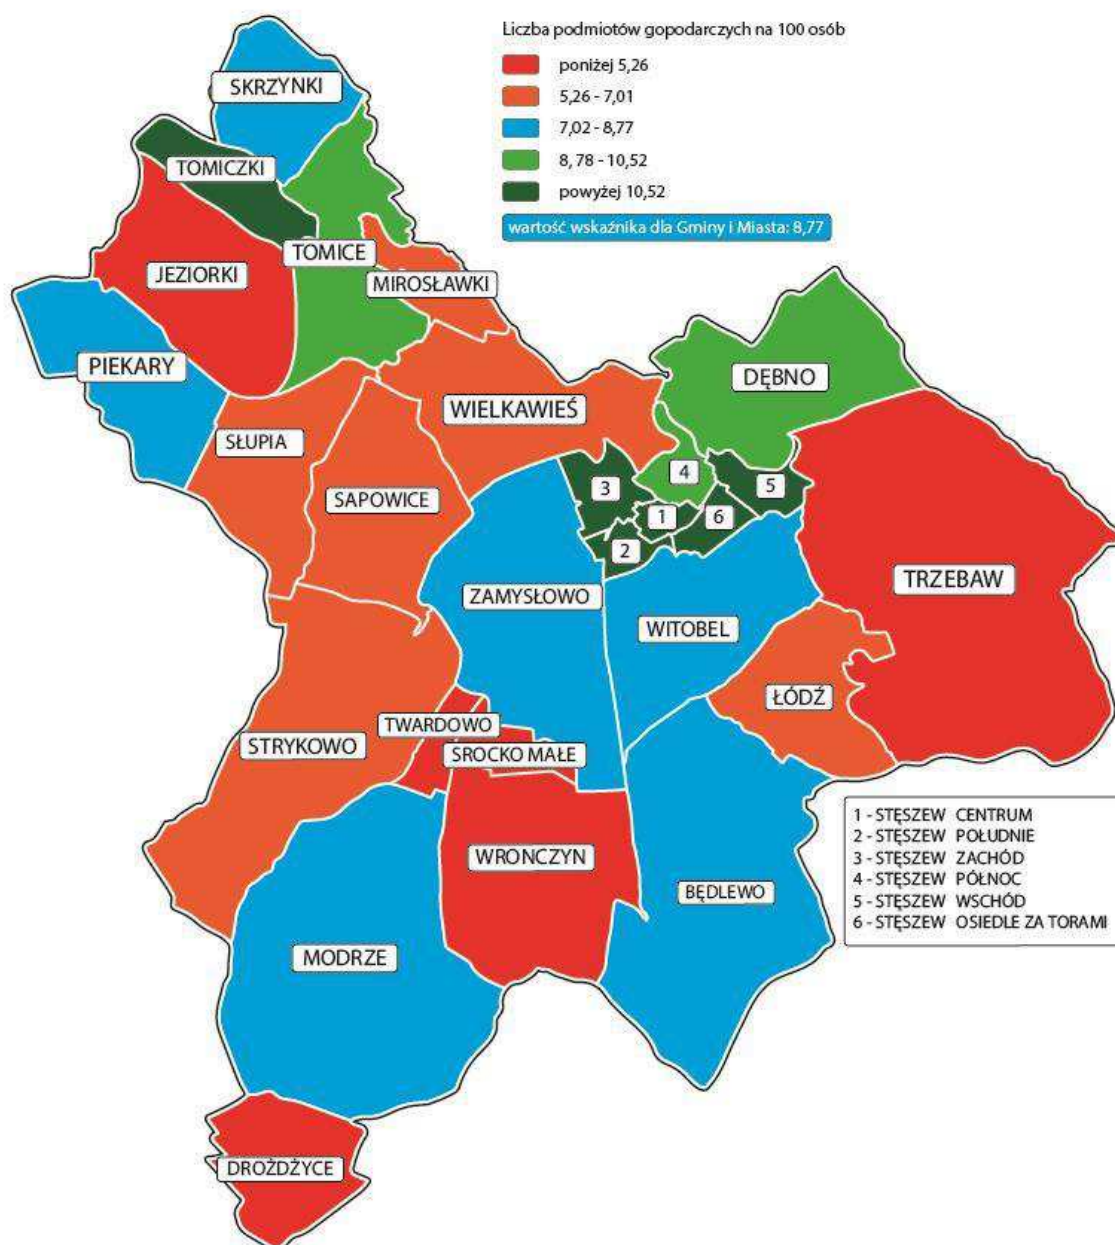 Liczba podmiotów gopodarczych na 100 osób
poniżej 5,26
5,26 - 7,01
7,02 - 8,77
8, 78 - 10,52
powyżej 10,52
wartość wskaźnika dla Gminy i Miasta: 8,77
SKRZYNKI
TOMICZKI
TOMICE
JEZIORKI
MIROSŁAWKI
PIEKARY
DĘBNO
WIELKAWIEŚ
SŁUPIA
SAPOWICE
3
4
5
1
6
2
TRZEBAW
ZAMYSŁOWO
WITOBEL
ŁÓDŹ
TWARDOWO
STRYKOWO
SROCKO MAŁE
WRONCZYN
BĘDLEWO
MODRZE
DROŻDŻYCE
1 - STĘSZEW CENTRUM
2 - STĘSZEW POŁUDNIE
3 - STĘSZEW ZACHÓD
4 - STĘSZEW PÓŁNOC
5 - STĘSZEW WSCHÓD
6 - STĘSZEW OSIEDLE ZA TORAMI